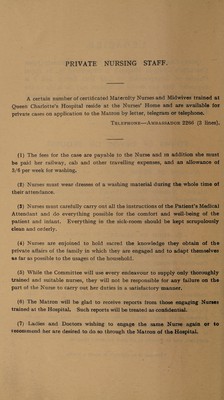 PRIVATE NURSING STAFF.
A certain number of certificated Maternity Nurses and Midwives trained at
Queen Charlotte's Hospital reside at the Nurses' Home and are available for
private cases on application to the Matron by letter, telegram or telephone.
TELEPHONE—AMBASSADOR 2266 (2 lines).
(1) The fees for the case are payable to the Nurse and in addition she must
be paid her railway, cab and other travelling expenses, and an allowance of
5/6 per week for washing.
(2) Nurses must wear dresses of a washing material during the whole time of
their attendance.
(3) Nurses must carefully carry out all the instructions of the Patient's Medical
Attendant and do everything possible for the comfort and well-being of the
patient and infant. Everything in the sick-room should be kept scrupulously
clean and orderly.
(4) Nurses are enjoined to hold sacred the knowledge they obtain of the
private affairs of the family in which they are engaged and to adapt themselves
as far as possible to the usages of the household.
(5) While the Committee will use every endeavour to supply only thoroughly
trained and suitable nurses, they will not be responsible for any failure on the
part of the Nurse to carry out her duties in a satisfactory manner.
(6) The Matron will be glad to receive reports from those engaging Nurses
trained at the Hospital. Such reports will be treated as confidential.
(7) Ladies and Doctors wishing to engage the same Nurse again or to
recommend her are desired to do so through the Matron of the Hospital.